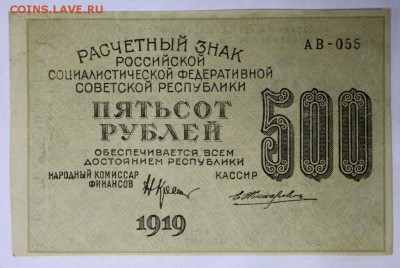 COINS.LAVE.RU
РАСЧЕТНЫЙ ЗНАК
АВ-055
РОССИЙСКОЙ
СОЦИАЛИСТИЧЕСКОЙ ФЕДЕРАТИВНОЙ
СОВЕТСКОЙ РЕСПУБЛИКИ
ПЯТЬСОТ
РУБЛЕЙ
500
ОБЕСПЕЧИВАЕТСЯ ВСЕМ
ДОСТОЯНИЕМ РЕСПУБЛИКИ
НАРОДНЫЙ КОМИССАР
ФИНАНСОВ
КАССИР
1919